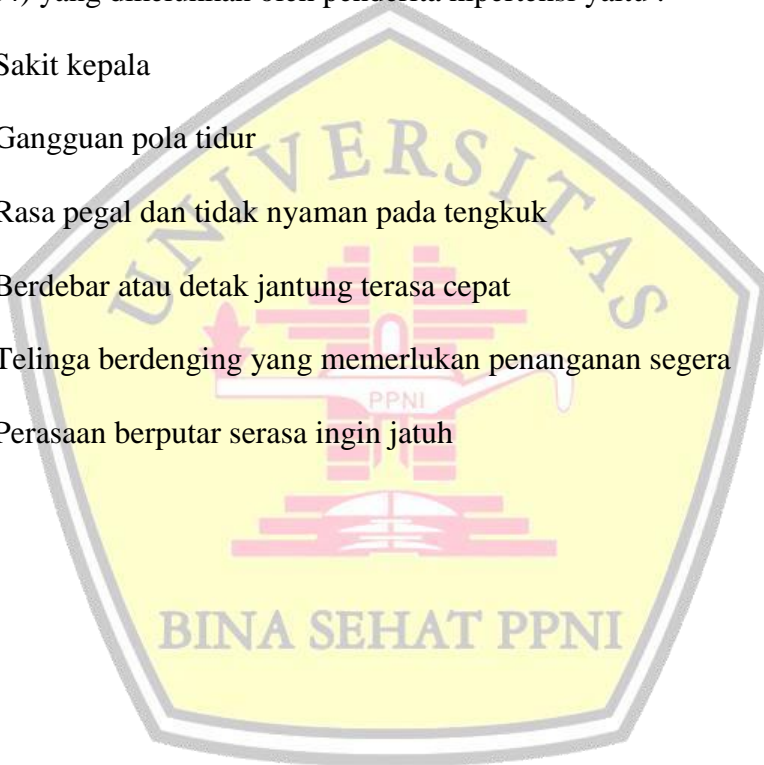 yang dikeluhkan oleh penderita hipertensi yaitu :
Sakit kepala
Gangguan pola tidur
Rasa pegal dan tidak nyaman pada tengkuk
Berdebar atau detak jantung terasa cepat
Telinga berdenging yang memerlukan penanganan segera
Perasaan berputar serasa ingin jatuh
UNIVERSITAS
PPNI
BINA SEHAT PPNI